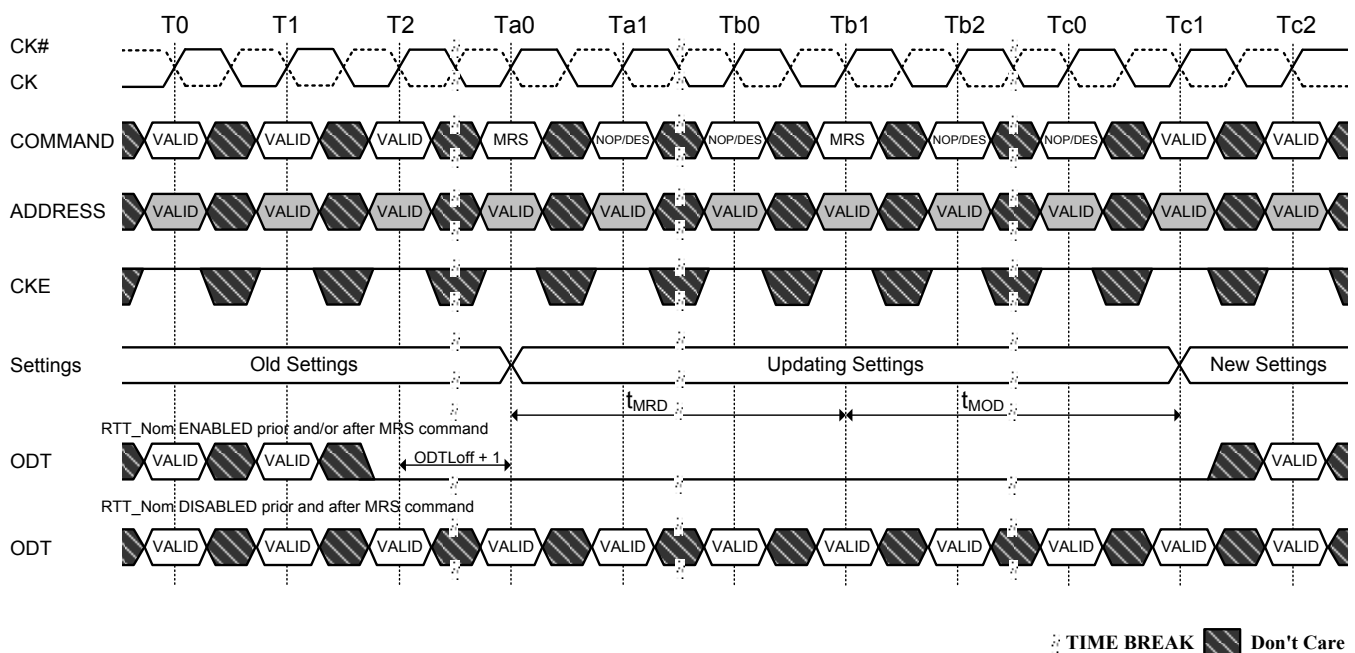 T0 T1 T2 Ta0 Ta1 Tb0 Tb1 Tb2 Tc0 Tc1 Tc2
CK#
CK
COMMAND VALID VALID VALID MRS NOP/DES NOP/DES MRS NOP/DES NOP/DES VALID VALID
ADDRESS VALID VALID VALID VALID VALID VALID VALID VALID VALID VALID VALID
CKE
Settings Old Settings Updating Settings New Settings
tMRD tMOD
RTT_Nom ENABLED prior and/or after MRS command
ODT VALID VALID ODTLoff + 1 VALID
RTT_Nom DISABLED prior and after MRS command
ODT VALID VALID VALID VALID VALID VALID VALID VALID VALID VALID VALID
TIME BREAK Don't Care